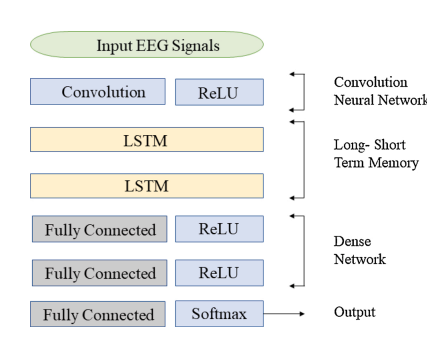 Input EEG Signals
Convolution
ReLU
Convolution
Neural Network
LSTM
Long- Short
Term Memory
LSTM
Fully Connected
ReLU
Dense
Network
Fully Connected
ReLU
Fully Connected
Softmax
Output